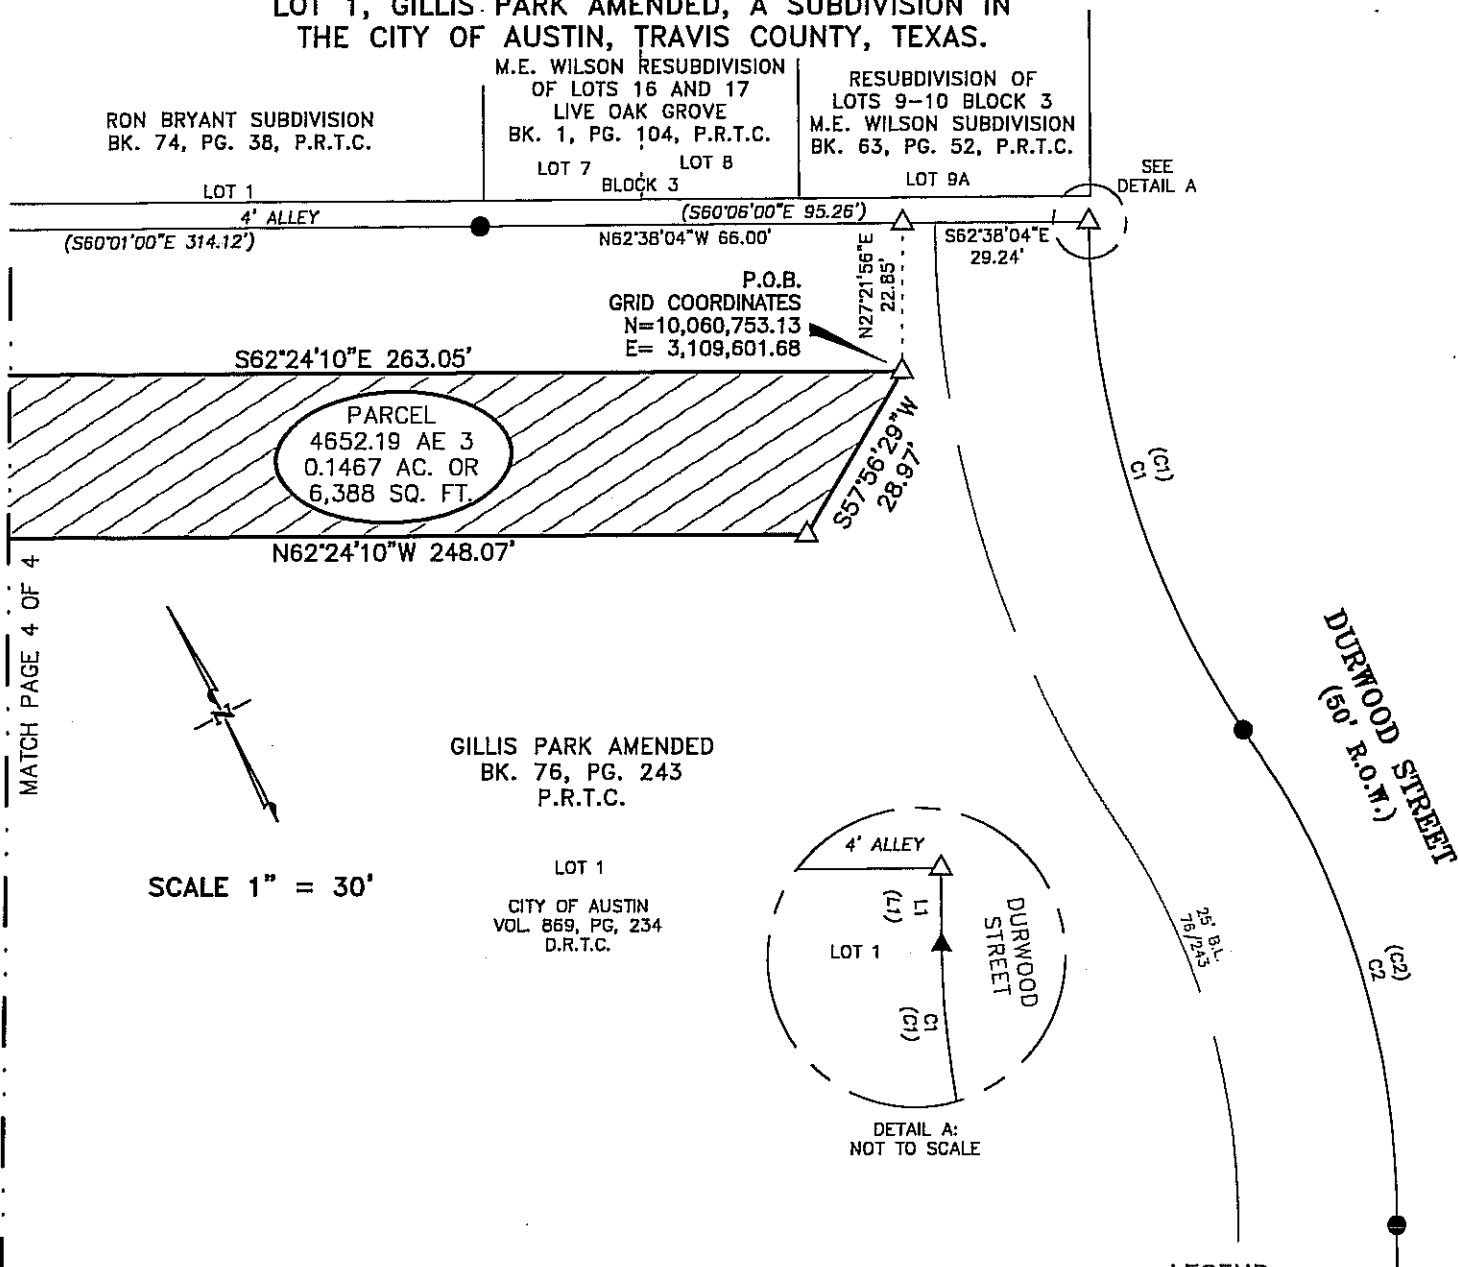 LOT 1, GILLIS PARK AMENDED, A SUBDIVISION IN
THE CITY OF AUSTIN, TRAVIS COUNTY, TEXAS.
RON BRYANT SUBDIVISION
BK. 74, PG. 38, P.R.T.C.
LOT 1
M.E. WILSON RESUBDIVISION
OF LOTS 16 AND 17
LIVE OAK GROVE
BK. 1, PG. 104, P.R.T.C.
LOT 7
LOT 8
BLOCK 3
RESUBDIVISION OF
LOTS 9-10 BLOCK 3
M.E. WILSON SUBDIVISION
BK. 63, PG. 52, P.R.T.C.
LOT 9A
SEE
DETAIL A
4' ALLEY
(S60°06'00"E 95.26')
(S60°01'00"E 314.12')
N62°38'04"W 66.00'
S62°38'04"E
29.24'
N27°21'56"E
22.85'
P.O.B.
GRID COORDINATES
N=10,060,753.13
E= 3,109,601.68
S62°24'10"E 263.05'
PARCEL
4652.19 AE 3
0.1467 AC. OR
6,388 SQ. FT.
S57°56'29"W
28.97'
N62°24'10"W 248.07'
(C1)
C1
MATCH PAGE 4 OF 4
N
DURWOOD STREET
(50' R.O.W.)
GILLIS PARK AMENDED
BK. 76, PG. 243
P.R.T.C.
SCALE 1" = 30'
LOT 1
CITY OF AUSTIN
VOL. 869, PG, 234
D.R.T.C.
4' ALLEY
L1
(L1)
LOT 1
DURWOOD
STREET
C1
(C1)
DETAIL A:
NOT TO SCALE
25' B.L.
76/243
(C2)
C2
LEGEND